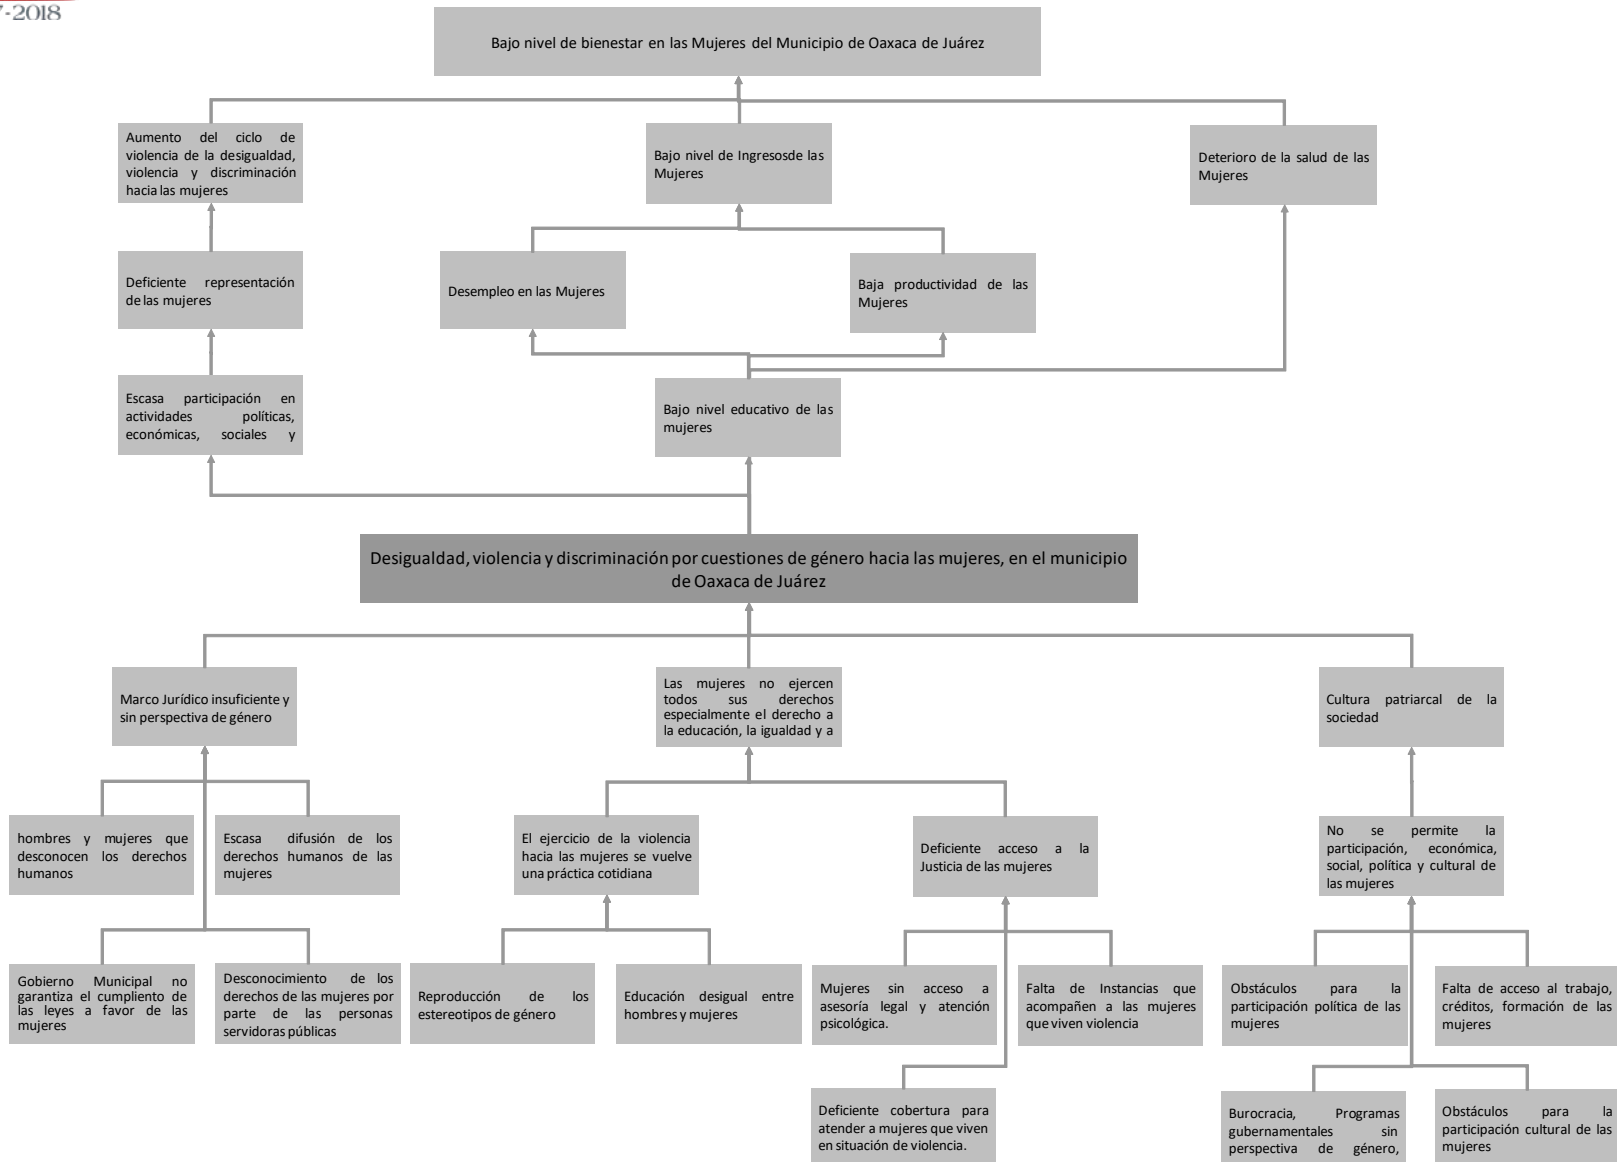 7-2018
Bajo nivel de bienestar en las Mujeres del Municipio de Oaxaca de Juárez
Aumento del ciclo de
violencia de la desigualdad,
violencia y discriminación
hacia las mujeres
Bajo nivel de Ingresosde las
Mujeres
Deterioro de la salud de las
Mujeres
Deficiente representación
de las mujeres
Desempleo en las Mujeres
Baja productividad de las
Mujeres
Escasa participación en
actividades políticas,
económicas, sociales y
Bajo nivel educativo de las
mujeres
Desigualdad, violencia y discriminación por cuestiones de género hacia las mujeres, en el municipio
de Oaxaca de Juárez
Marco Jurídico insuficiente y
sin perspectiva de género
Las mujeres no ejercen
todos sus derechos
especialmente el derecho a
la educación, la igualdad y a
Cultura patriarcal de la
sociedad
hombres y mujeres que
desconocen los derechos
humanos
Escasa difusión de los
derechos humanos de las
mujeres
El ejercicio de la violencia
hacia las mujeres se vuelve
una práctica cotidiana
Deficiente acceso a la
Justicia de las mujeres
No se permite la
participación, económica,
social, política y cultural de
las mujeres
Gobierno Municipal no
garantiza el cumpliento de
las leyes a favor de las
mujeres
Desconocimiento de los
derechos de las mujeres por
parte de las personas
servidoras públicas
Reproducción de los
estereotipos de género
Educación desigual entre
hombres y mujeres
Mujeres sin acceso a
asesoría legal y atención
psicológica.
Falta de Instancias que
acompañen a las mujeres
que viven violencia
Obstáculos para la
participación política de las
mujeres
Falta de acceso al trabajo,
créditos, formación de las
mujeres
Deficiente cobertura para
atender a mujeres que viven
en situación de violencia.
Burocracia, Programas
gubernamentales sin
perspectiva de género,
Obstáculos para la
participación cultural de las
mujeres